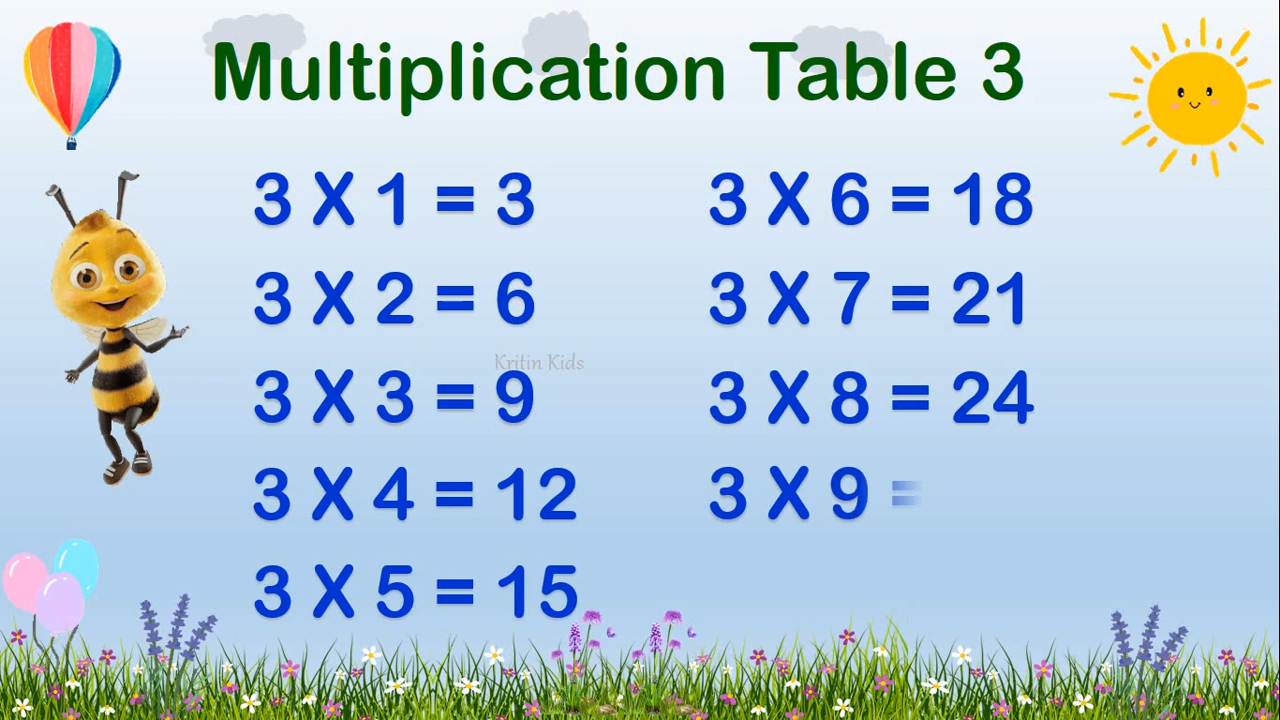 Multiplication Table 3
3 X 1 = 3
3 X 2 = 6
3 X 3 = 9
3 X 4 = 12
3 X 5 = 15
3 X 6 = 18
3 X 7 = 21
3 X 8 = 24
3 X 9 =
Kritin Kids